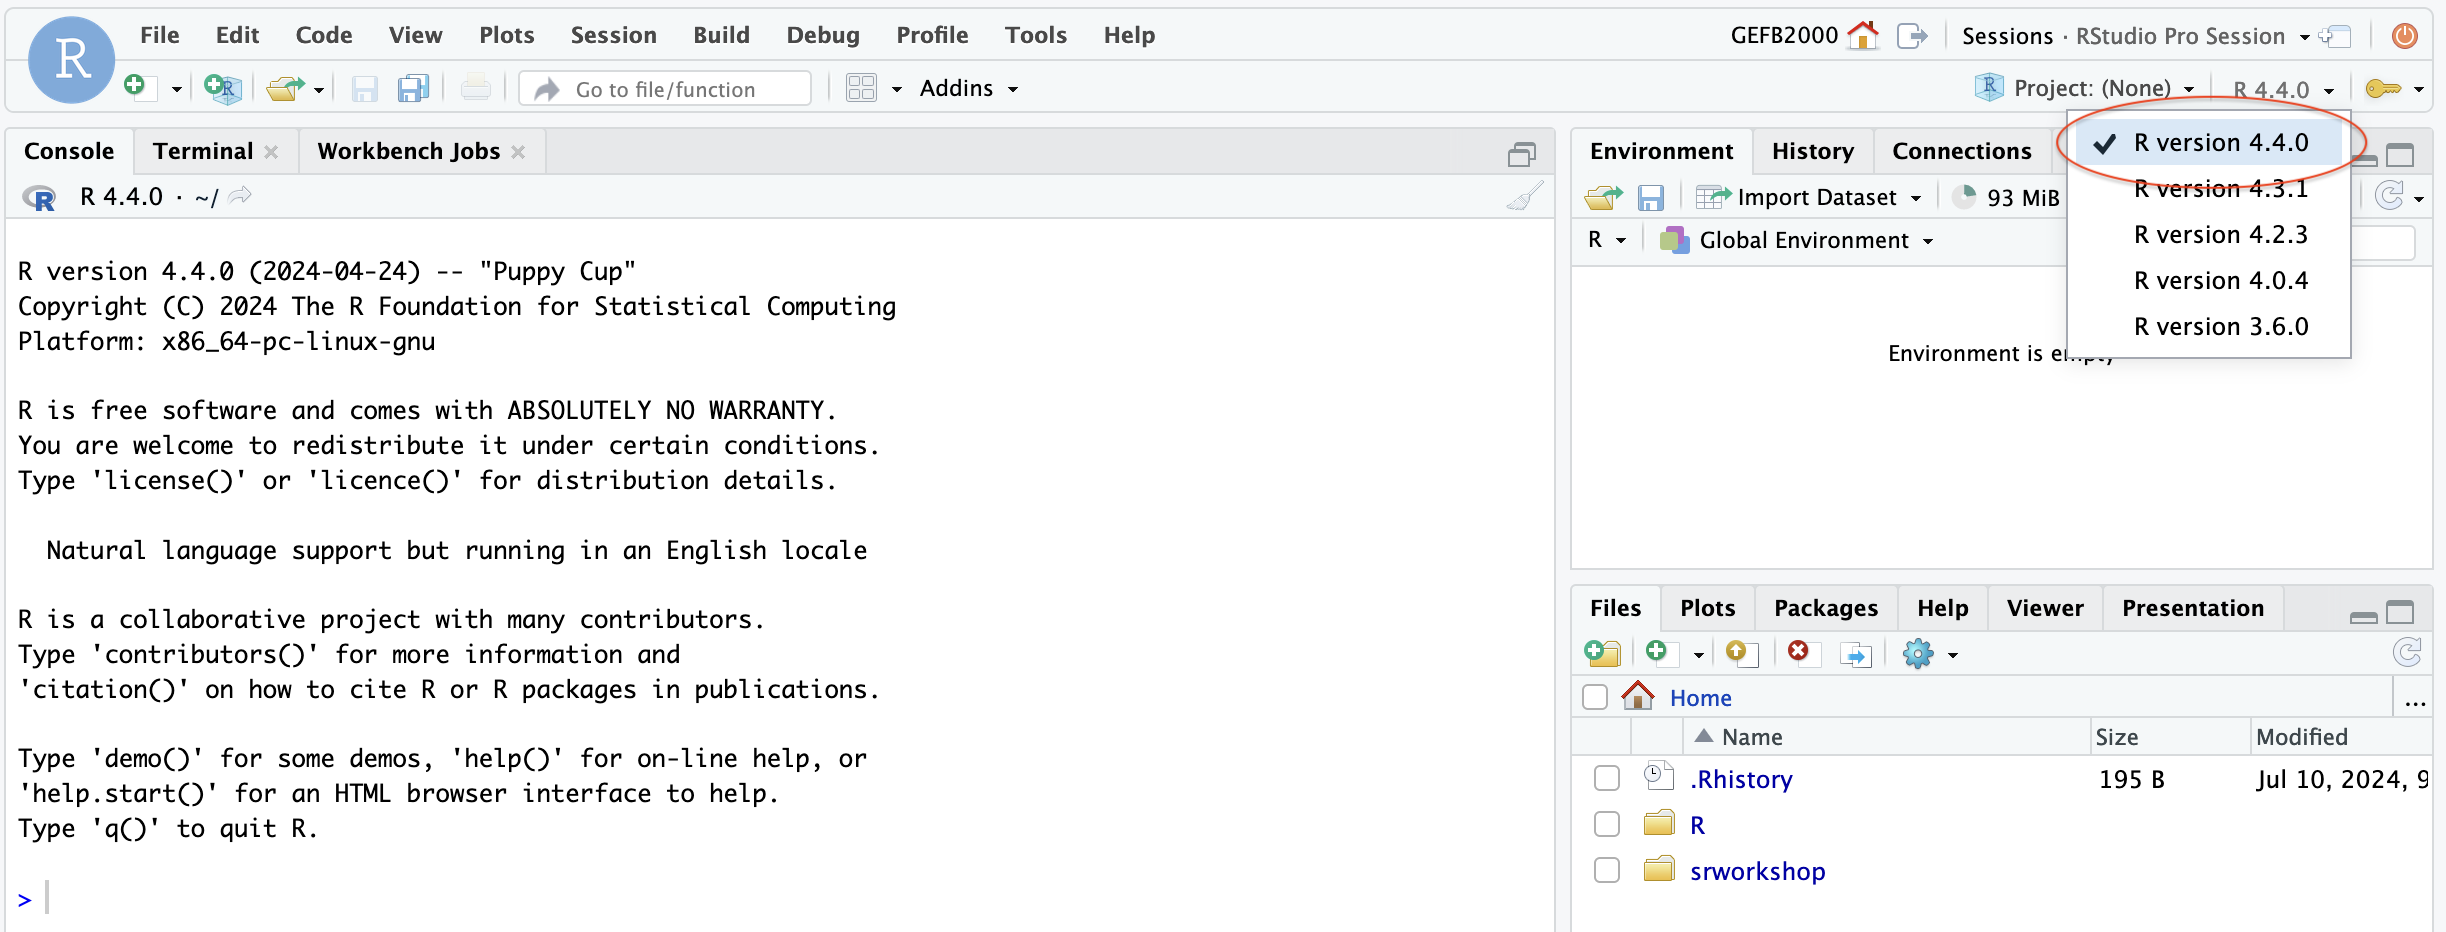 R
File Edit Code View Plots Session Build Debug Profile Tools Help
GEFB2000 Sessions · RStudio Pro Session
R Go to file/function Addins
R Project: (None) R 4.4.0
Console Terminal Workbench Jobs
R R 4.4.0 · ~/
R version 4.4.0 (2024-04-24) -- "Puppy Cup"
Copyright (C) 2024 The R Foundation for Statistical Computing
Platform: x86_64-pc-linux-gnu
R is free software and comes with ABSOLUTELY NO WARRANTY.
You are welcome to redistribute it under certain conditions.
Type 'license()' or 'licence()' for distribution details.
Natural language support but running in an English locale
R is a collaborative project with many contributors.
Type 'contributors()' for more information and
'citation()' on how to cite R or R packages in publications.
Type 'demo()' for some demos, 'help()' for on-line help, or
'help.start()' for an HTML browser interface to help.
Type 'q()' to quit R.
>
R version 4.4.0
R version 4.3.1
R version 4.2.3
R version 4.0.4
R version 3.6.0
Environment History Connections
Import Dataset 93 MiB
R Global Environment
Environment is empty
Files Plots Packages Help Viewer Presentation
Home ...
Name Size Modified
.Rhistory 195 B Jul 10, 2024, 9
R
srworkshop